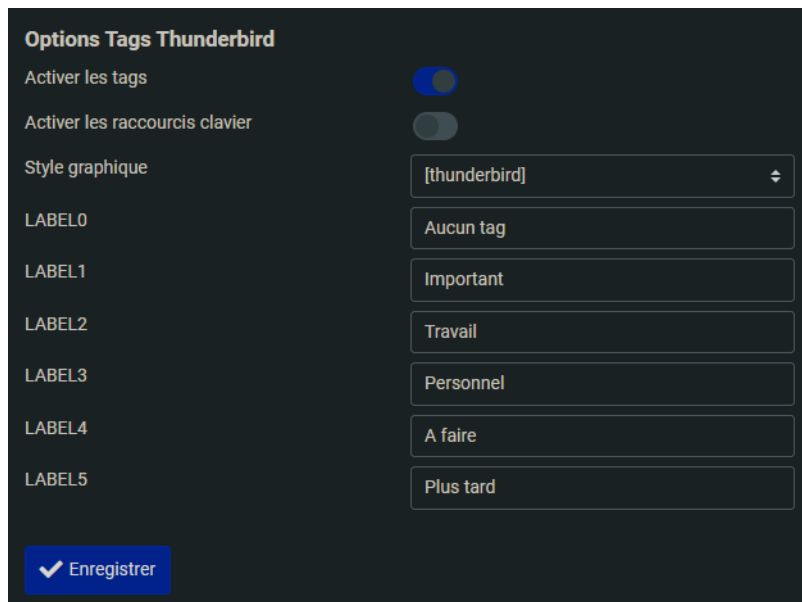 Options Tags Thunderbird
Activer les tags
Activer les raccourcis clavier
Style graphique [thunderbird]
LABEL0 Aucun tag
LABEL1 Important
LABEL2 Travail
LABEL3 Personnel
LABEL4 A faire
LABEL5 Plus tard
Enregistrer